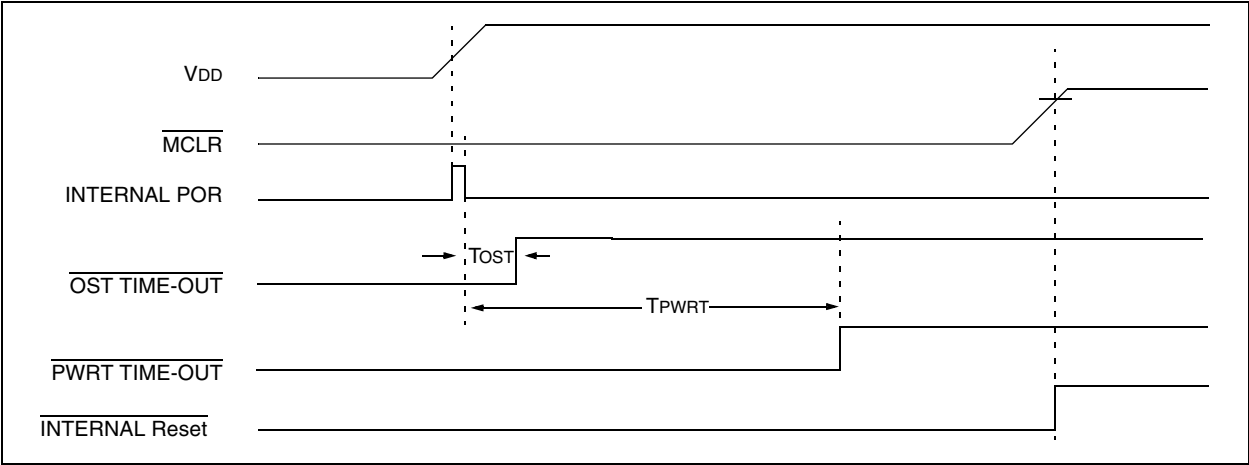 VDD
MCLR
INTERNAL POR
TOST
OST TIME-OUT
TPWRT
PWRT TIME-OUT
INTERNAL Reset